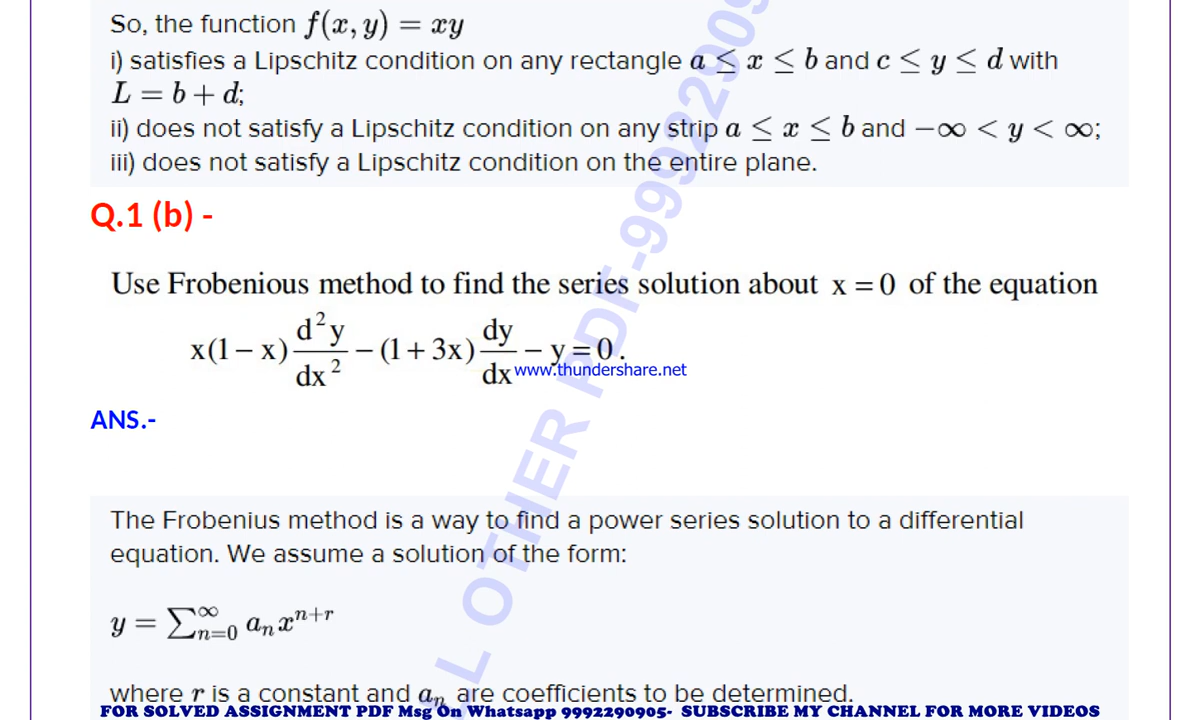 So, the function f(x, y) = xy
i) satisfies a Lipschitz condition on any rectangle a ≤ x ≤ b and c ≤ y ≤ d with
L = b + d;
ii) does not satisfy a Lipschitz condition on any strip a ≤ x ≤ b and −∞ < y < ∞;
iii) does not satisfy a Lipschitz condition on the entire plane.
Q.1 (b) -
Use Frobenious method to find the series solution about x = 0 of the equation
x(1 − x) d²y/dx² − (1 + 3x) dy/dx − y = 0.
www.thundershare.net
ANS.-
The Frobenius method is a way to find a power series solution to a differential
equation. We assume a solution of the form:
y = ∑_{n=0}^{∞} aₙxⁿ⁺ʳ
where r is a constant and aₙ are coefficients to be determined.
FOR SOLVED ASSIGNMENT PDF Msg On Whatsapp 9992290905- SUBSCRIBE MY CHANNEL FOR MORE VIDEOS
L OTHER PDF-999229090